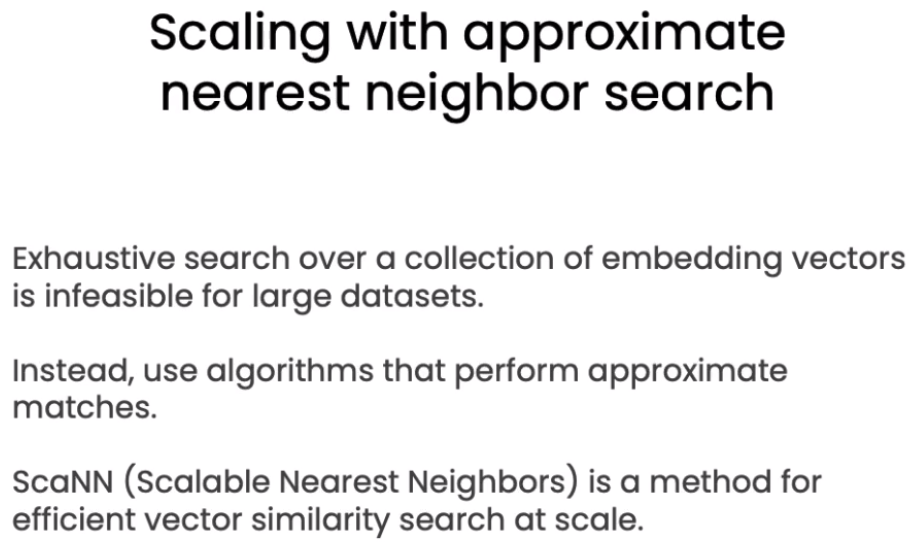 Scaling with approximate
nearest neighbor search
Exhaustive search over a collection of embedding vectors
is infeasible for large datasets.
Instead, use algorithms that perform approximate
matches.
ScaNN (Scalable Nearest Neighbors) is a method for
efficient vector similarity search at scale.